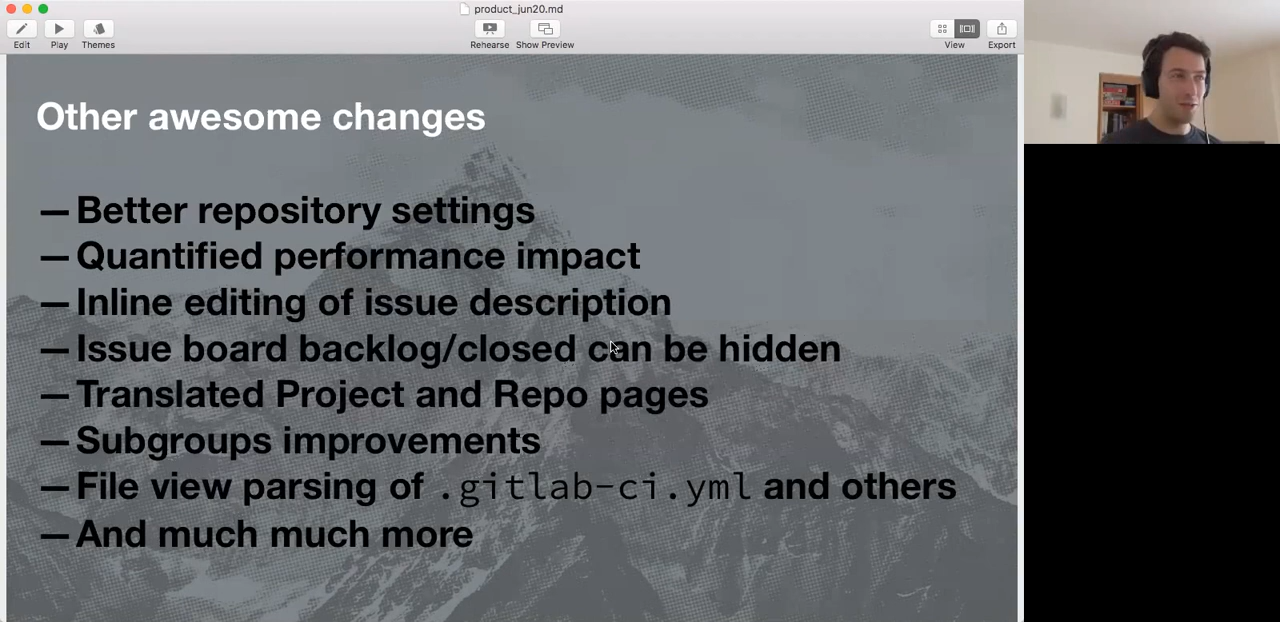 product_jun20.md
Edit
Play
Themes
Rehearse
Show Preview
View
Export
Other awesome changes
— Better repository settings
— Quantified performance impact
— Inline editing of issue description
— Issue board backlog/closed can be hidden
— Translated Project and Repo pages
— Subgroups improvements
— File view parsing of .gitlab-ci.yml and others
— And much much more